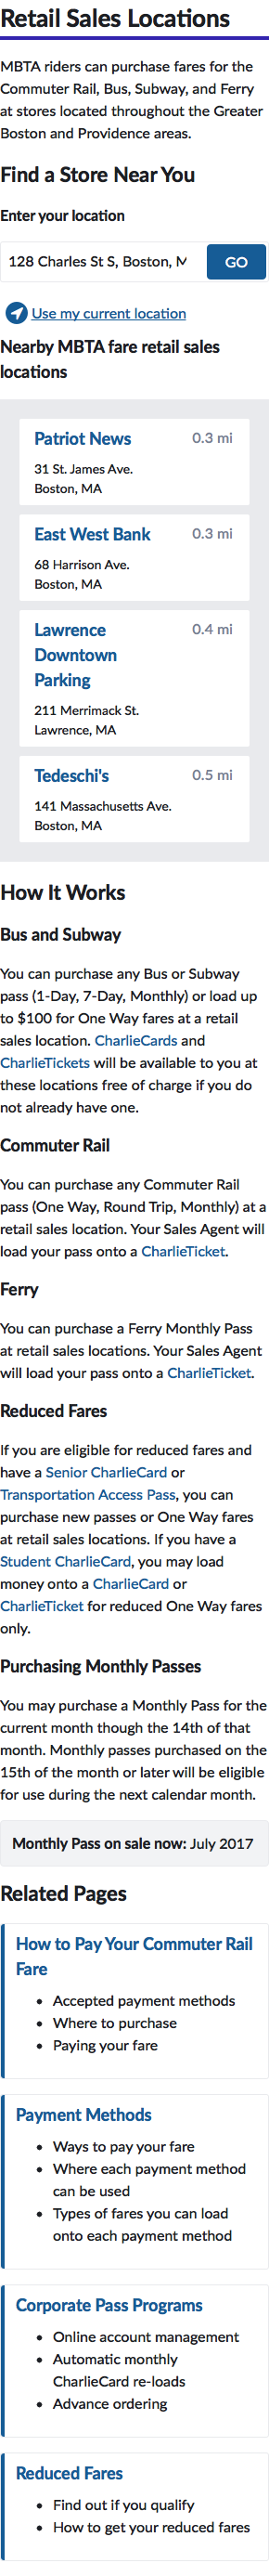 Retail Sales Locations
MBTA riders can purchase fares for the
Commuter Rail, Bus, Subway, and Ferry
at stores located throughout the Greater
Boston and Providence areas.
Find a Store Near You
Enter your location
128 Charles St S, Boston, M
GO
Use my current location
Nearby MBTA fare retail sales
locations
Patriot News 0.3 mi
31 St. James Ave.
Boston, MA
East West Bank 0.3 mi
68 Harrison Ave.
Boston, MA
Lawrence 0.4 mi
Downtown
Parking
211 Merrimack St.
Lawrence, MA
Tedeschi's 0.5 mi
141 Massachusetts Ave.
Boston, MA
How It Works
Bus and Subway
You can purchase any Bus or Subway
pass (1-Day, 7-Day, Monthly) or load up
to $100 for One Way fares at a retail
sales location. CharlieCards and
CharlieTickets will be available to you at
these locations free of charge if you do
not already have one.
Commuter Rail
You can purchase any Commuter Rail
pass (One Way, Round Trip, Monthly) at a
retail sales location. Your Sales Agent will
load your pass onto a CharlieTicket.
Ferry
You can purchase a Ferry Monthly Pass
at retail sales locations. Your Sales Agent
will load your pass onto a CharlieTicket.
Reduced Fares
If you are eligible for reduced fares and
have a Senior CharlieCard or
Transportation Access Pass, you can
purchase new passes or One Way fares
at retail sales locations. If you have a
Student CharlieCard, you may load
money onto a CharlieCard or
CharlieTicket for reduced One Way fares
only.
Purchasing Monthly Passes
You may purchase a Monthly Pass for the
current month though the 14th of that
month. Monthly passes purchased on the
15th of the month or later will be eligible
for use during the next calendar month.
Monthly Pass on sale now: July 2017
Related Pages
How to Pay Your Commuter Rail
Fare
• Accepted payment methods
• Where to purchase
• Paying your fare
Payment Methods
• Ways to pay your fare
• Where each payment method
can be used
• Types of fares you can load
onto each payment method
Corporate Pass Programs
• Online account management
• Automatic monthly
CharlieCard re-loads
• Advance ordering
Reduced Fares
• Find out if you qualify
• How to get your reduced fares